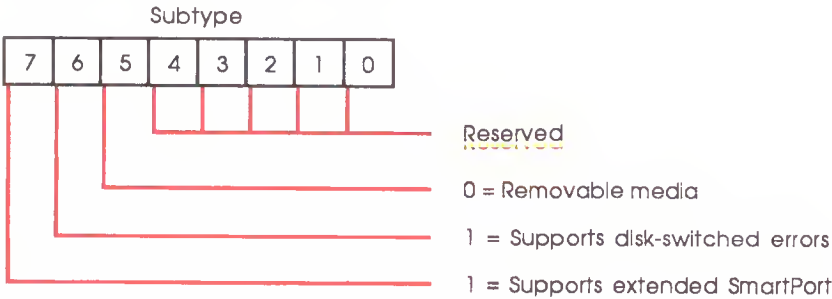 Subtype
7 6 5 4 3 2 1 0
Reserved
0 = Removable media
1 = Supports disk-switched errors
1 = Supports extended SmartPort